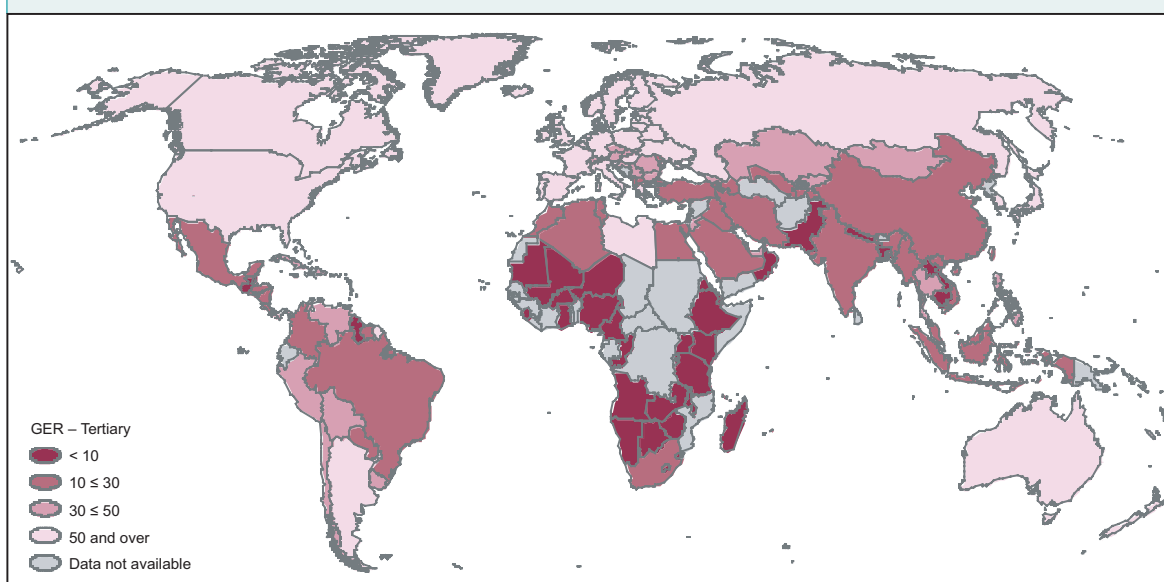 GER – Tertiary
< 10
10 ≤ 30
30 ≤ 50
50 and over
Data not available